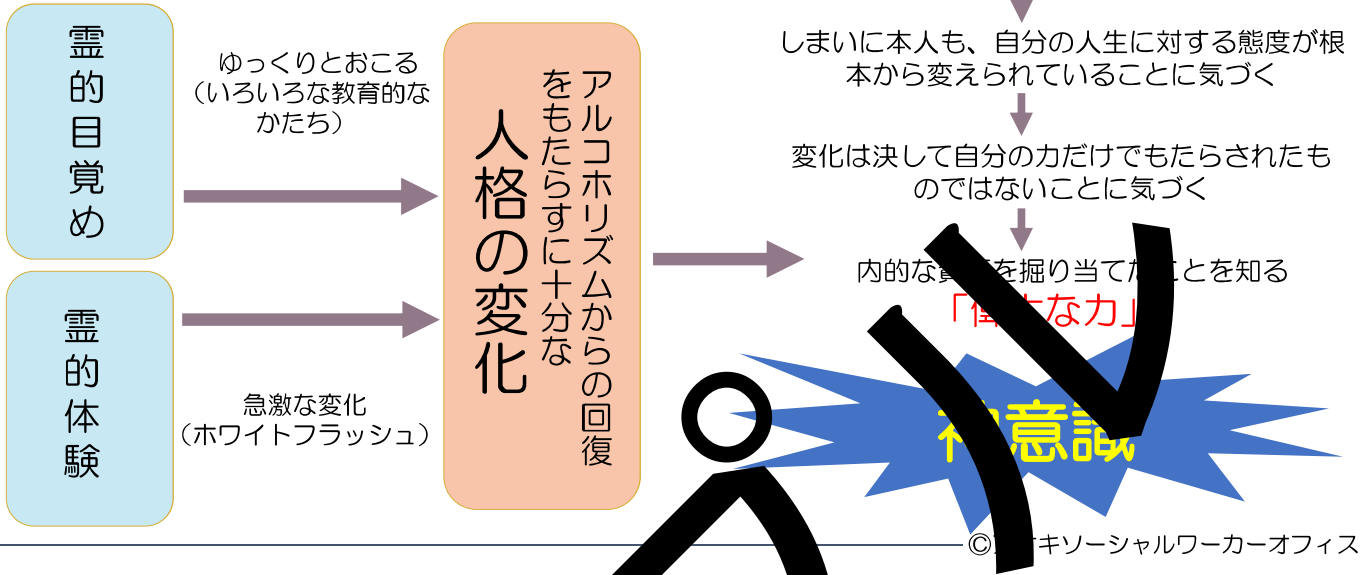 霊的目覚め
ゆっくりとおこる
（いろいろな教育的な
かたち）
霊的体験
急激な変化
（ホワイトフラッシュ）
アルコホリズムからの回復
をもたらすに十分な
人格の変化
しまいに本人も、自分の人生に対する態度が根
本から変えられていることに気づく
変化は決して自分の力だけでもたらされたも
のではないことに気づく
内的な を掘り当てたことを知る
な力」
意識
© キソーシャルワーカーオフィス